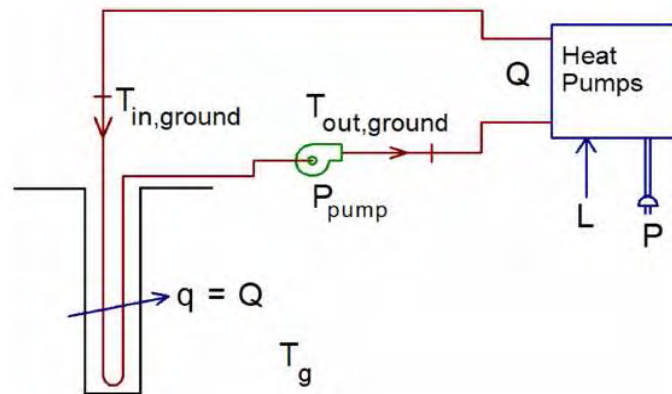 Heat
Pumps
Q
T_in,ground
T_out,ground
P_pump
L
P
q = Q
T_g